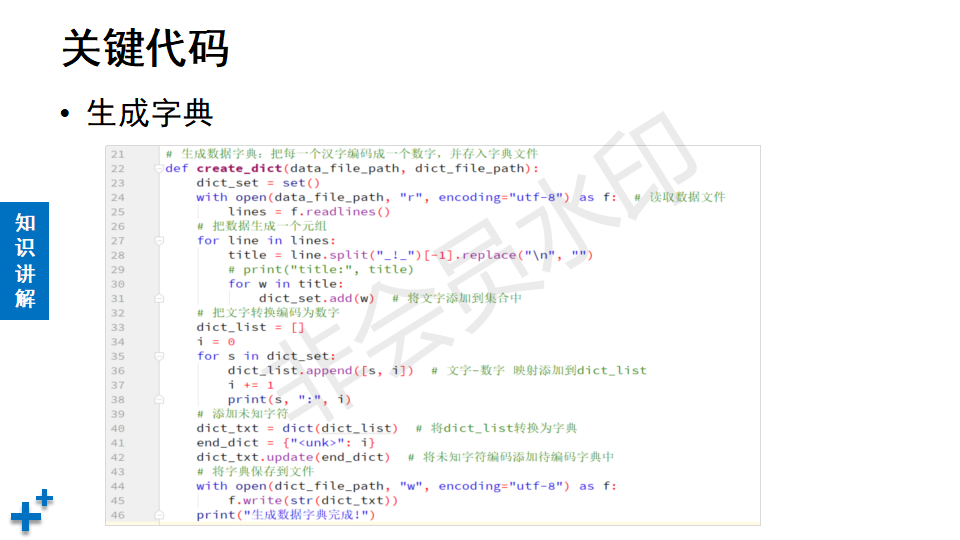 关键代码
• 生成字典
知识讲解
21 # 生成数据字典：把每一个汉字编码成一个数字，并存入字典文件
22 def create_dict(data_file_path, dict_file_path):
23 dict_set = set()
24 with open(data_file_path, "r", encoding="utf-8") as f: # 读取数据文件
25 lines = f.readlines()
26 # 把数据生成一个元组
27 for line in lines:
28 title = line.split("_!_")[-1].replace("\n", "")
29 # print("title:", title)
30 for w in title:
31 dict_set.add(w) # 将文字添加到集合中
32 # 把文字转换编码为数字
33 dict_list = []
34 i = 0
35 for s in dict_set:
36 dict_list.append([s, i]) # 文字-数字 映射添加到dict_list
37 i += 1
38 print(s, ":", i)
39 # 添加未知字符
40 dict_txt = dict(dict_list) # 将dict_list转换为字典
41 end_dict = {"<unk>": i}
42 dict_txt.update(end_dict) # 将未知字符编码添加待编码字典中
43 # 将字典保存到文件
44 with open(dict_file_path, "w", encoding="utf-8") as f:
45 f.write(str(dict_txt))
46 print("生成数据字典完成!")
非会员水印